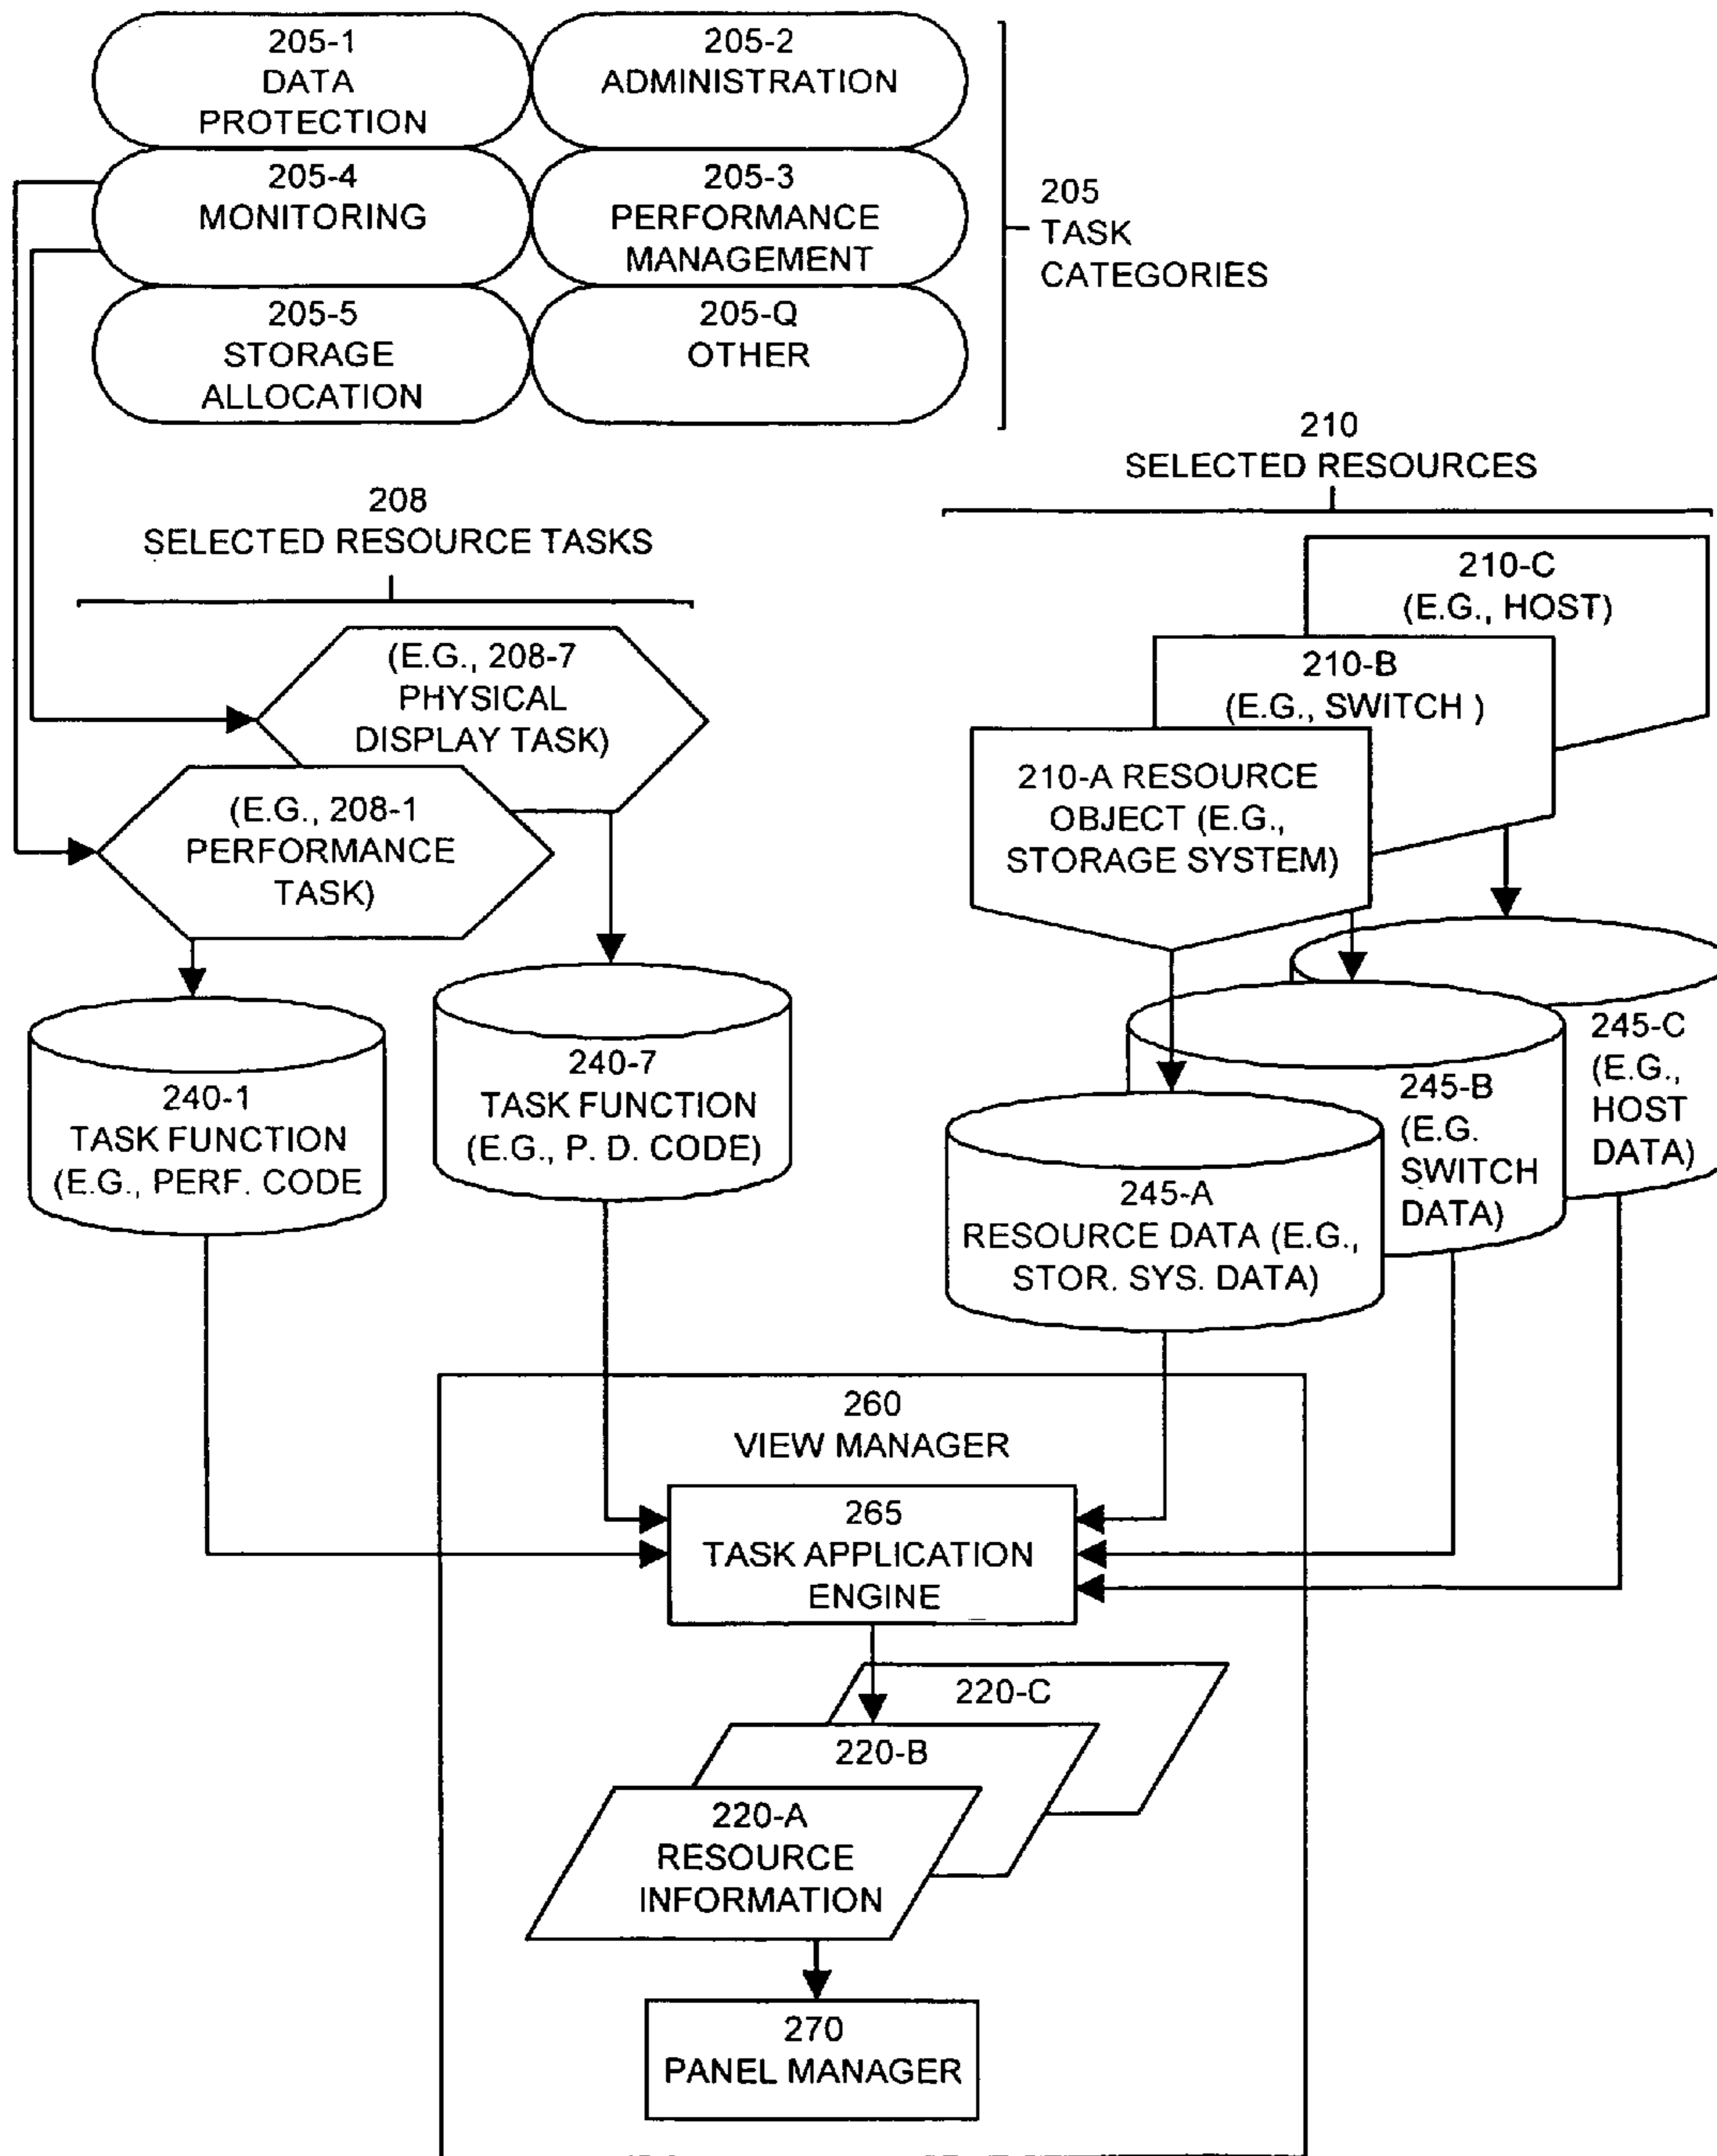 205-1
DATA
PROTECTION
205-2
ADMINISTRATION
205-4
MONITORING
205-3
PERFORMANCE
MANAGEMENT
205-5
STORAGE
ALLOCATION
205-Q
OTHER
205
TASK
CATEGORIES
210
SELECTED RESOURCES
208
SELECTED RESOURCE TASKS
210-C
(E.G., HOST)
210-B
(E.G., SWITCH )
210-A RESOURCE
OBJECT (E.G.,
STORAGE SYSTEM)
(E.G., 208-7
PHYSICAL
DISPLAY TASK)
(E.G., 208-1
PERFORMANCE
TASK)
240-1
TASK FUNCTION
(E.G., PERF. CODE
240-7
TASK FUNCTION
(E.G., P. D. CODE)
245-C
(E.G.,
HOST
DATA)
245-B
(E.G.
SWITCH
DATA)
245-A
RESOURCE DATA (E.G.,
STOR. SYS. DATA)
260
VIEW MANAGER
265
TASK APPLICATION
ENGINE
220-C
220-B
220-A
RESOURCE
INFORMATION
270
PANEL MANAGER